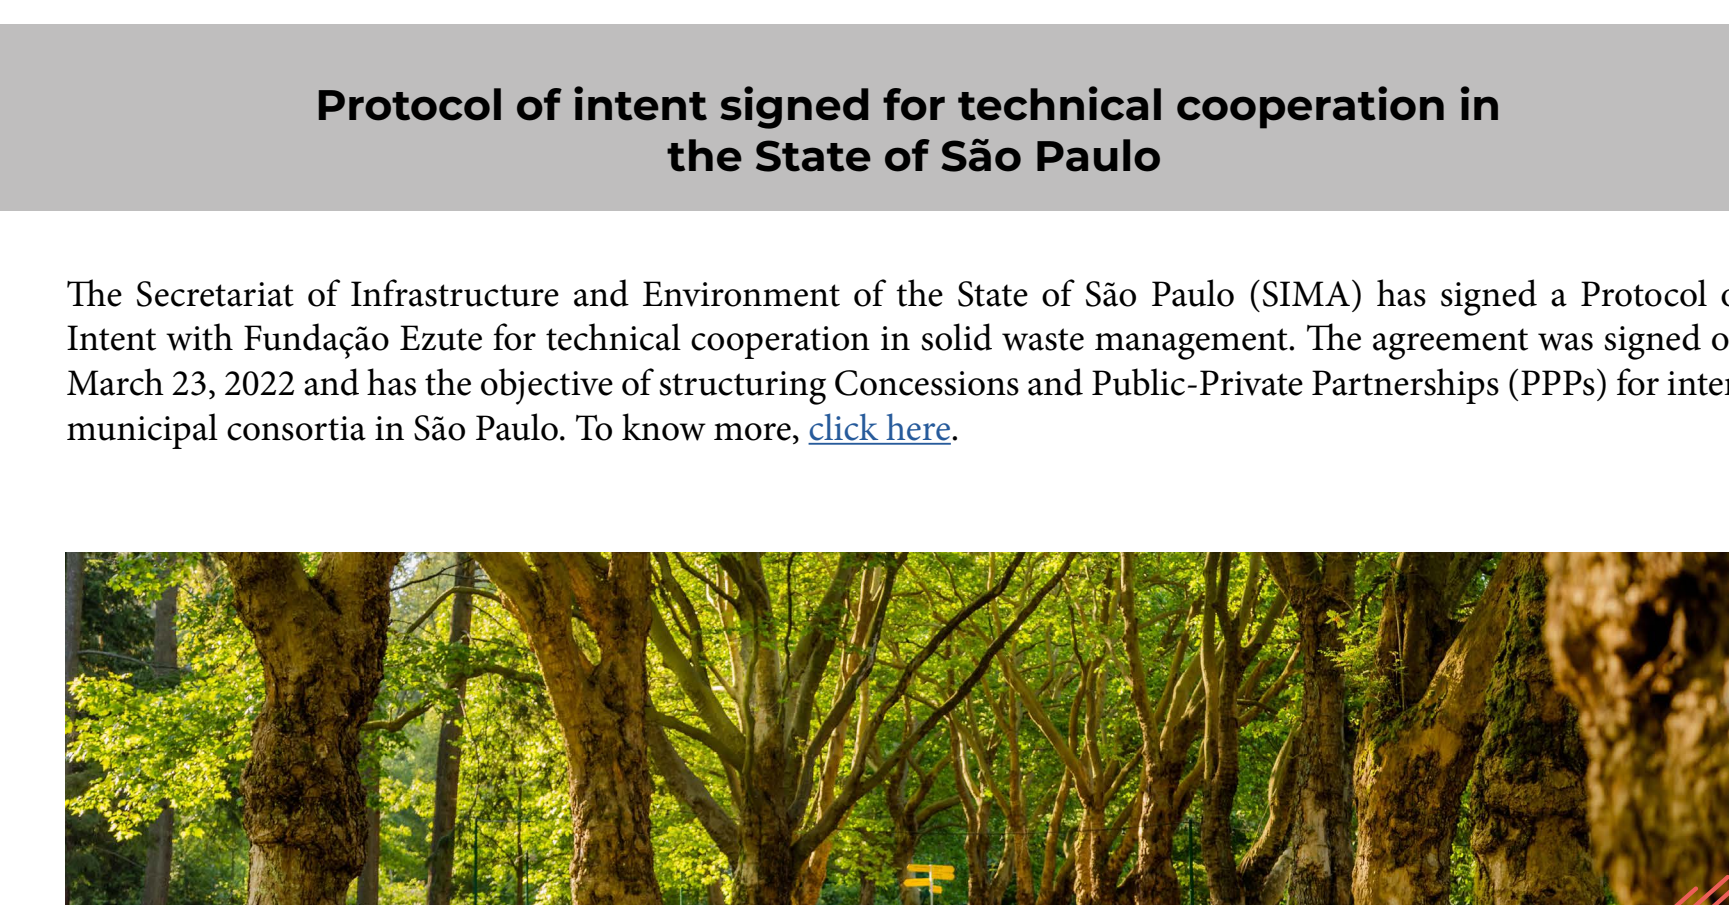 Protocol of intent signed for technical cooperation in
the State of São Paulo
The Secretariat of Infrastructure and Environment of the State of São Paulo (SIMA) has signed a Protocol
Intent with Fundação Ezute for technical cooperation in solid waste management. The agreement was signed
March 23, 2022 and has the objective of structuring Concessions and Public-Private Partnerships (PPPs) for
municipal consortia in São Paulo. To know more, click here.